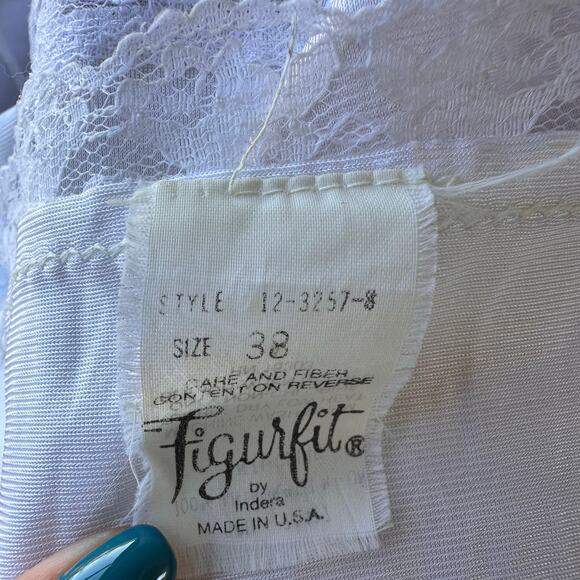 STYLE 12-3257-8
SIZE 38
CARE AND FIBER
CONTENT ON REVERSE
Figurfit®
by
Indera
MADE IN U.S.A.